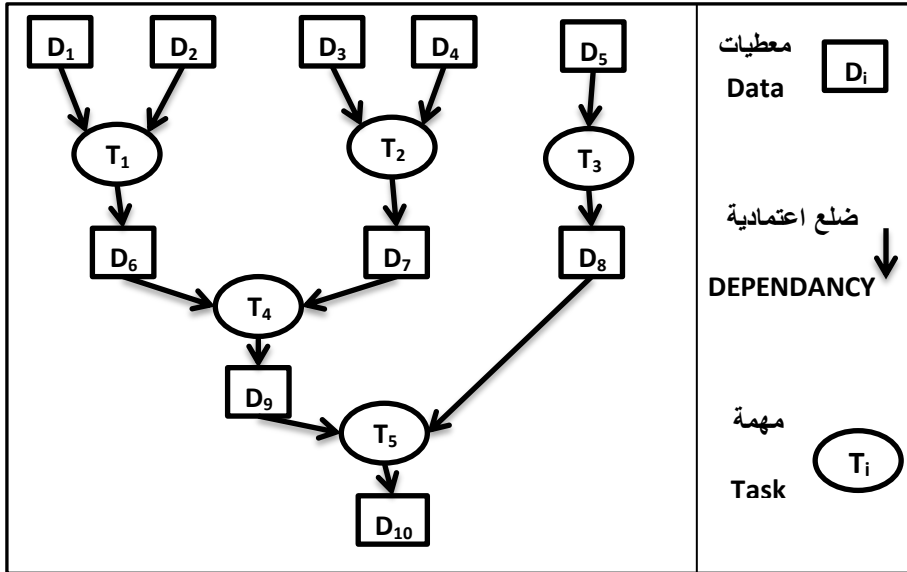 D₁ D₂ D₃ D₄ D₅
T₁ T₂ T₃
D₆ D₇ D₈
T₄
D₉
T₅
D₁₀
معطيات
Data
Dᵢ
ضلع اعتمادية
DEPENDANCY
مهمة
Task
Tᵢ